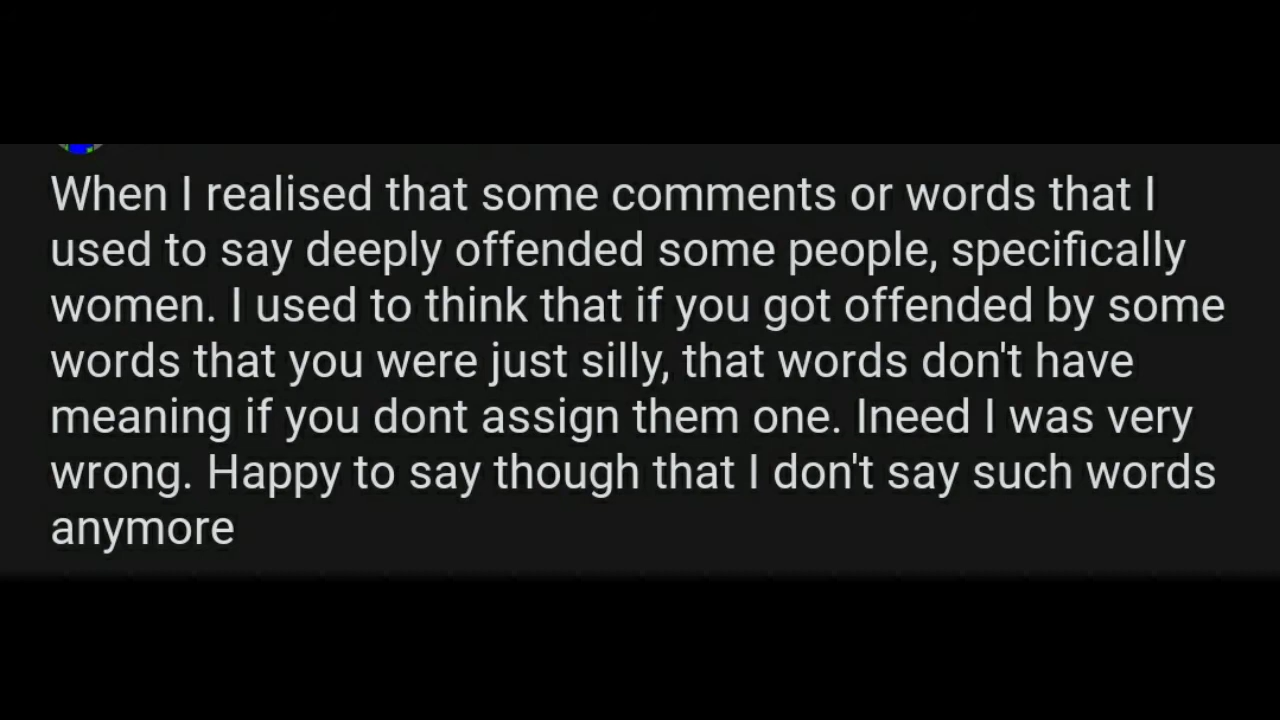 When I realised that some comments or words that I
used to say deeply offended some people, specifically
women. I used to think that if you got offended by some
words that you were just silly, that words don't have
meaning if you dont assign them one. Ineed I was very
wrong. Happy to say though that I don't say such words
anymore